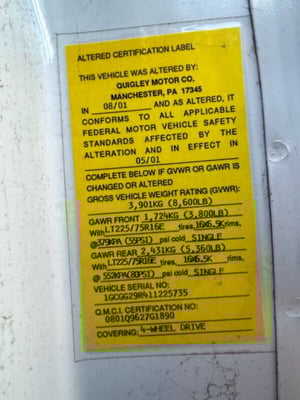 ALTERED CERTIFICATION LABEL
THIS VEHICLE WAS ALTERED BY:
QUIGLEY MOTOR CO.
MANCHESTER, PA 17345
IN 08/01 AND AS ALTERED, IT
CONFORMS TO ALL APPLICABLE
FEDERAL MOTOR VEHICLE SAFETY
STANDARDS AFFECTED BY THE
ALTERATION AND IN EFFECT IN
05/01
COMPLETE BELOW IF GVWR OR GAWR IS
CHANGED OR ALTERED
GROSS VEHICLE WEIGHT RATING (GVWR):
3,901KG (8,600LB)
GAWR FRONT 1,724KG (3,800LB)
With LT225/75R16E tires, 16X6.5K rims,
@ 379KPA (55PSI) psi cold SINGLE
GAWR REAR 2,431KG (5,360LB)
With LT225/75R16E tires, 16X6.5K rims,
@ 552KPA (80PSI) psi cold SINGLE
VEHICLE SERIAL NO:
1GCGG29R411225735
Q.M.C.I. CERTIFICATION NO:
0801Q9627G1890
COVERING: 4-WHEEL DRIVE